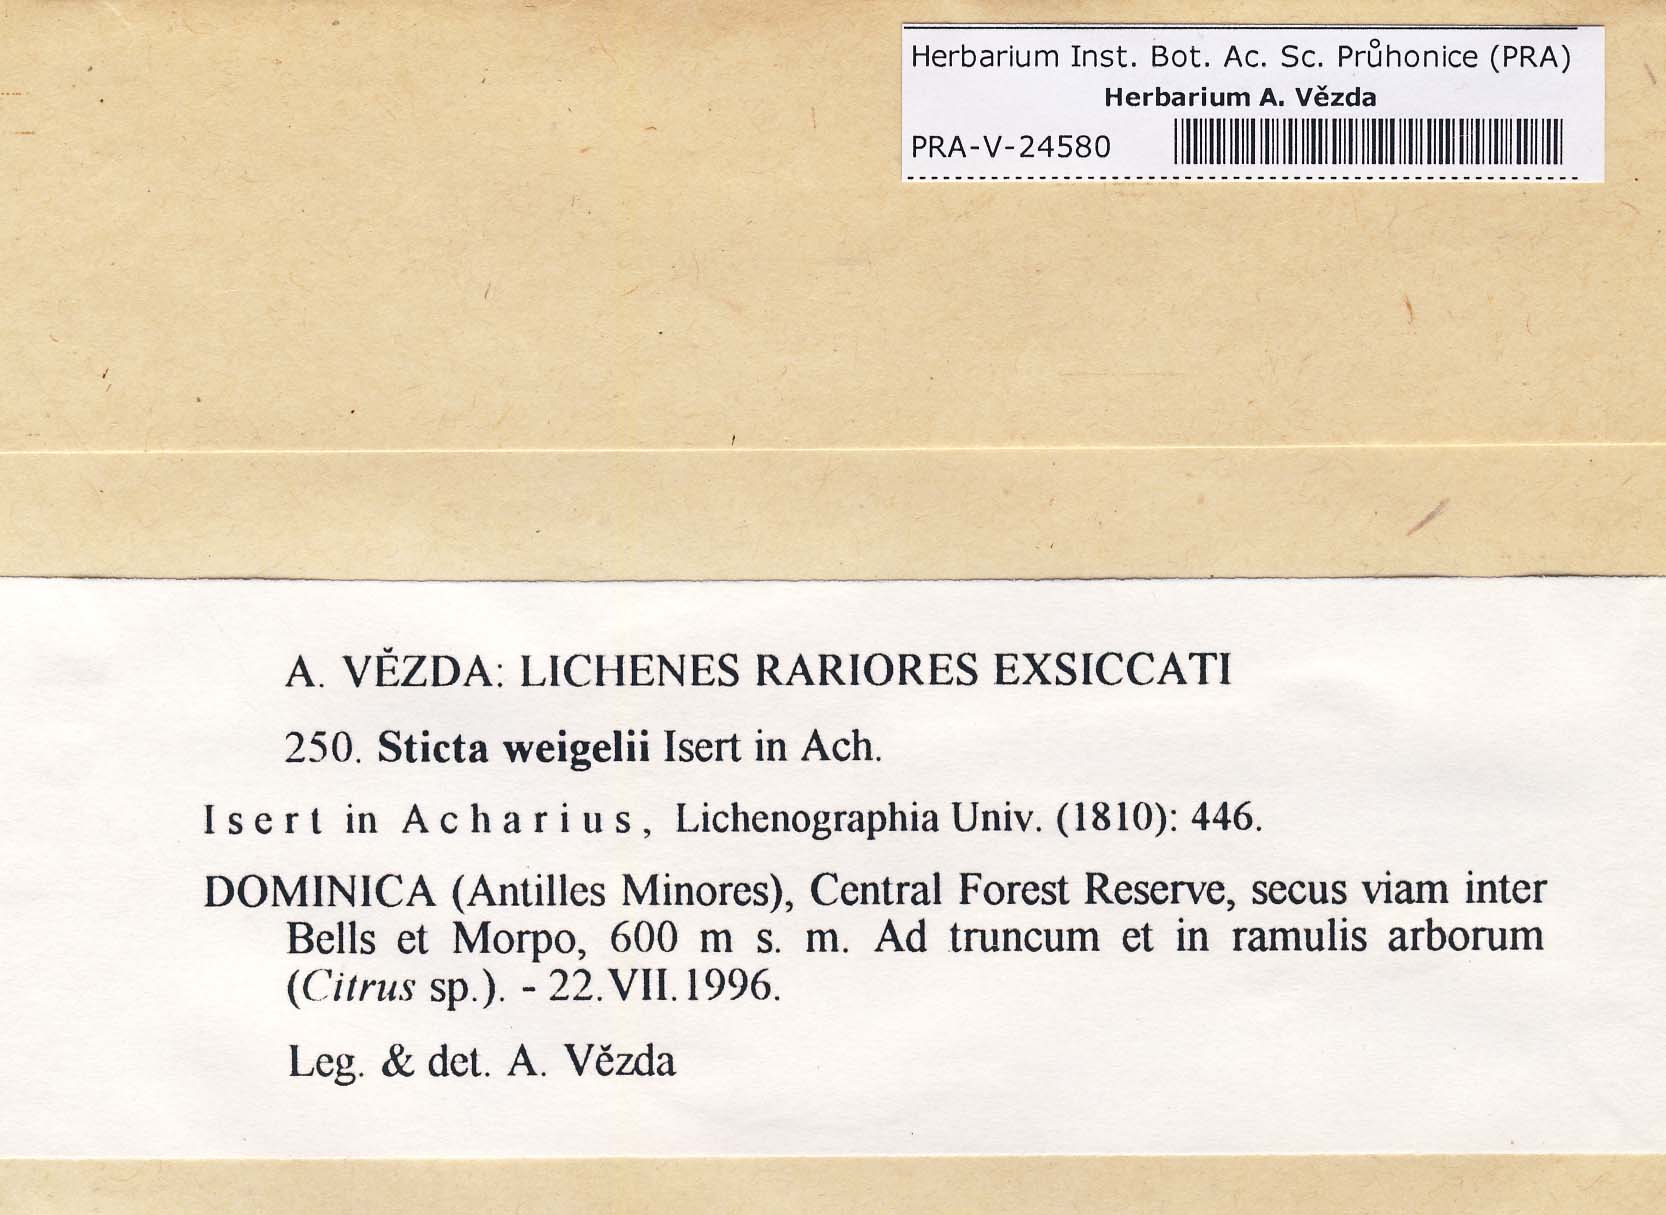 Herbarium Inst. Bot. Ac. Sc. Průhonice (PRA)
Herbarium A. Vězda
PRA-V-24580
A. VĚZDA: LICHENES RARIORES EXSICCATI
250. Sticta weigelii Isert in Ach.
Isert in Acharius, Lichenographia Univ. (1810): 446.
DOMINICA (Antilles Minores), Central Forest Reserve, secus viam inter
Bells et Morpo, 600 m s. m. Ad truncum et in ramulis arborum
(Citrus sp.). - 22.VII.1996.
Leg. & det. A. Vězda